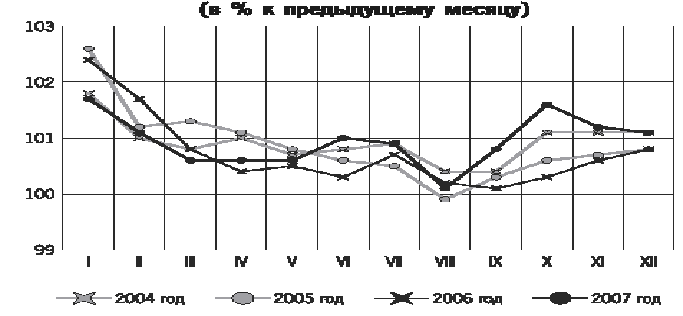 (в % к предыдущему месяцу)
103
102
101
100
99
I II III IV V VI VII VIII IX X XI XII
2004 год 2005 год 2006 год 2007 год